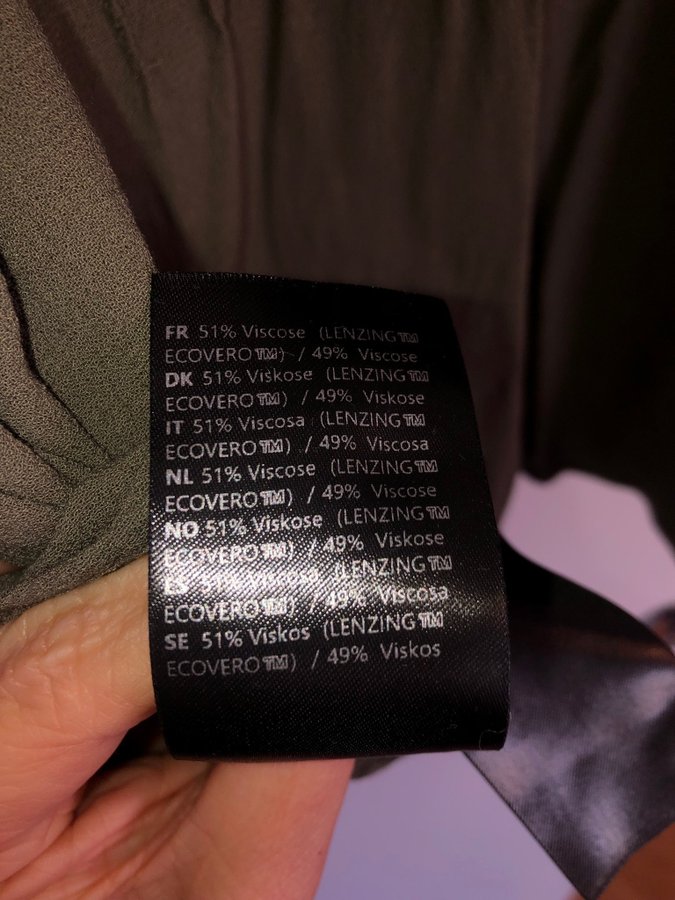 FR 51% Viscose (LENZING™
ECOVERO™) / 49% Viscose
DK 51% Viskose (LENZING™
ECOVERO™) / 49% Viskose
IT 51% Viscosa (LENZING™
ECOVERO™) / 49% Viscosa
NL 51% Viscose (LENZING™
ECOVERO™) / 49% Viscose
NO 51% Viskose (LENZING™
ECOVERO™) / 49% Viskose
ES 51% Viscosa (LENZING™
ECOVERO™) / 49% Viscosa
SE 51% Viskos (LENZING™
ECOVERO™) / 49% Viskos